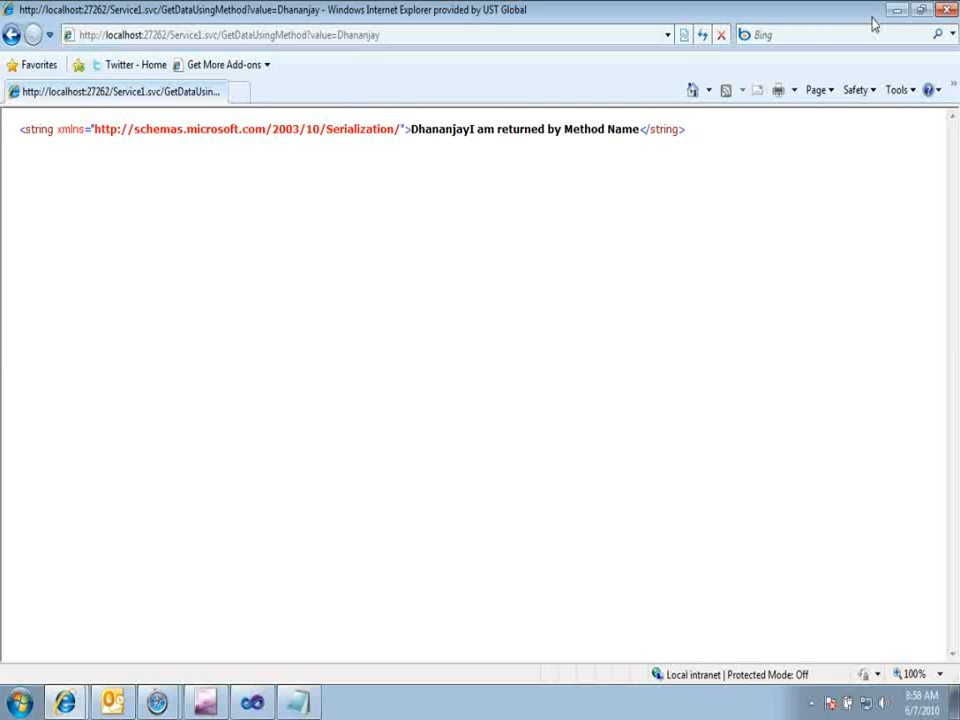 http://localhost:27262/Service1.svc/GetDataUsingMethod?value=Dhananjay - Windows Internet Explorer provided by UST Global
http://localhost:27262/Service1.svc/GetDataUsingMethod?value=Dhananjay
Bing
Favorites
Twitter - Home
Get More Add-ons
http://localhost:27262/Service1.svc/GetDataUsin...
Page
Safety
Tools
<string xmlns="http://schemas.microsoft.com/2003/10/Serialization/">DhananjayI am returned by Method Name</string>
Local intranet | Protected Mode: Off
100%
8:58 AM
6/7/2010